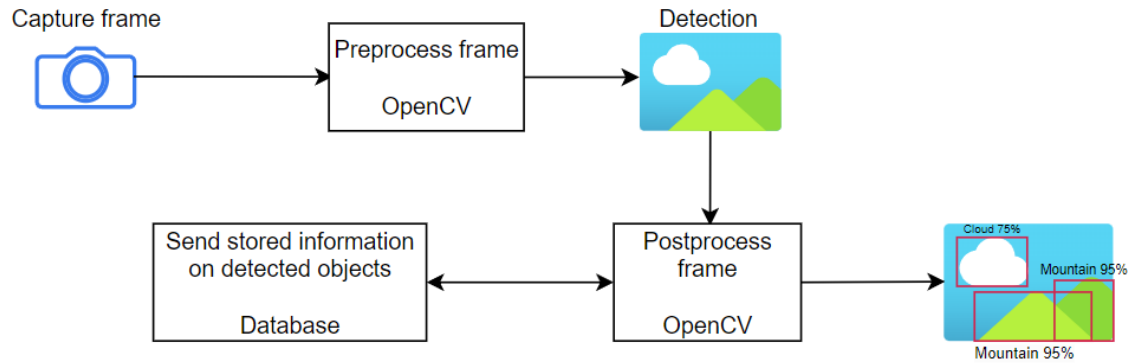 Capture frame
Preprocess frame
OpenCV
Detection
Send stored information
on detected objects
Database
Postprocess
frame
OpenCV
Cloud 75%
Mountain 95%
Mountain 95%